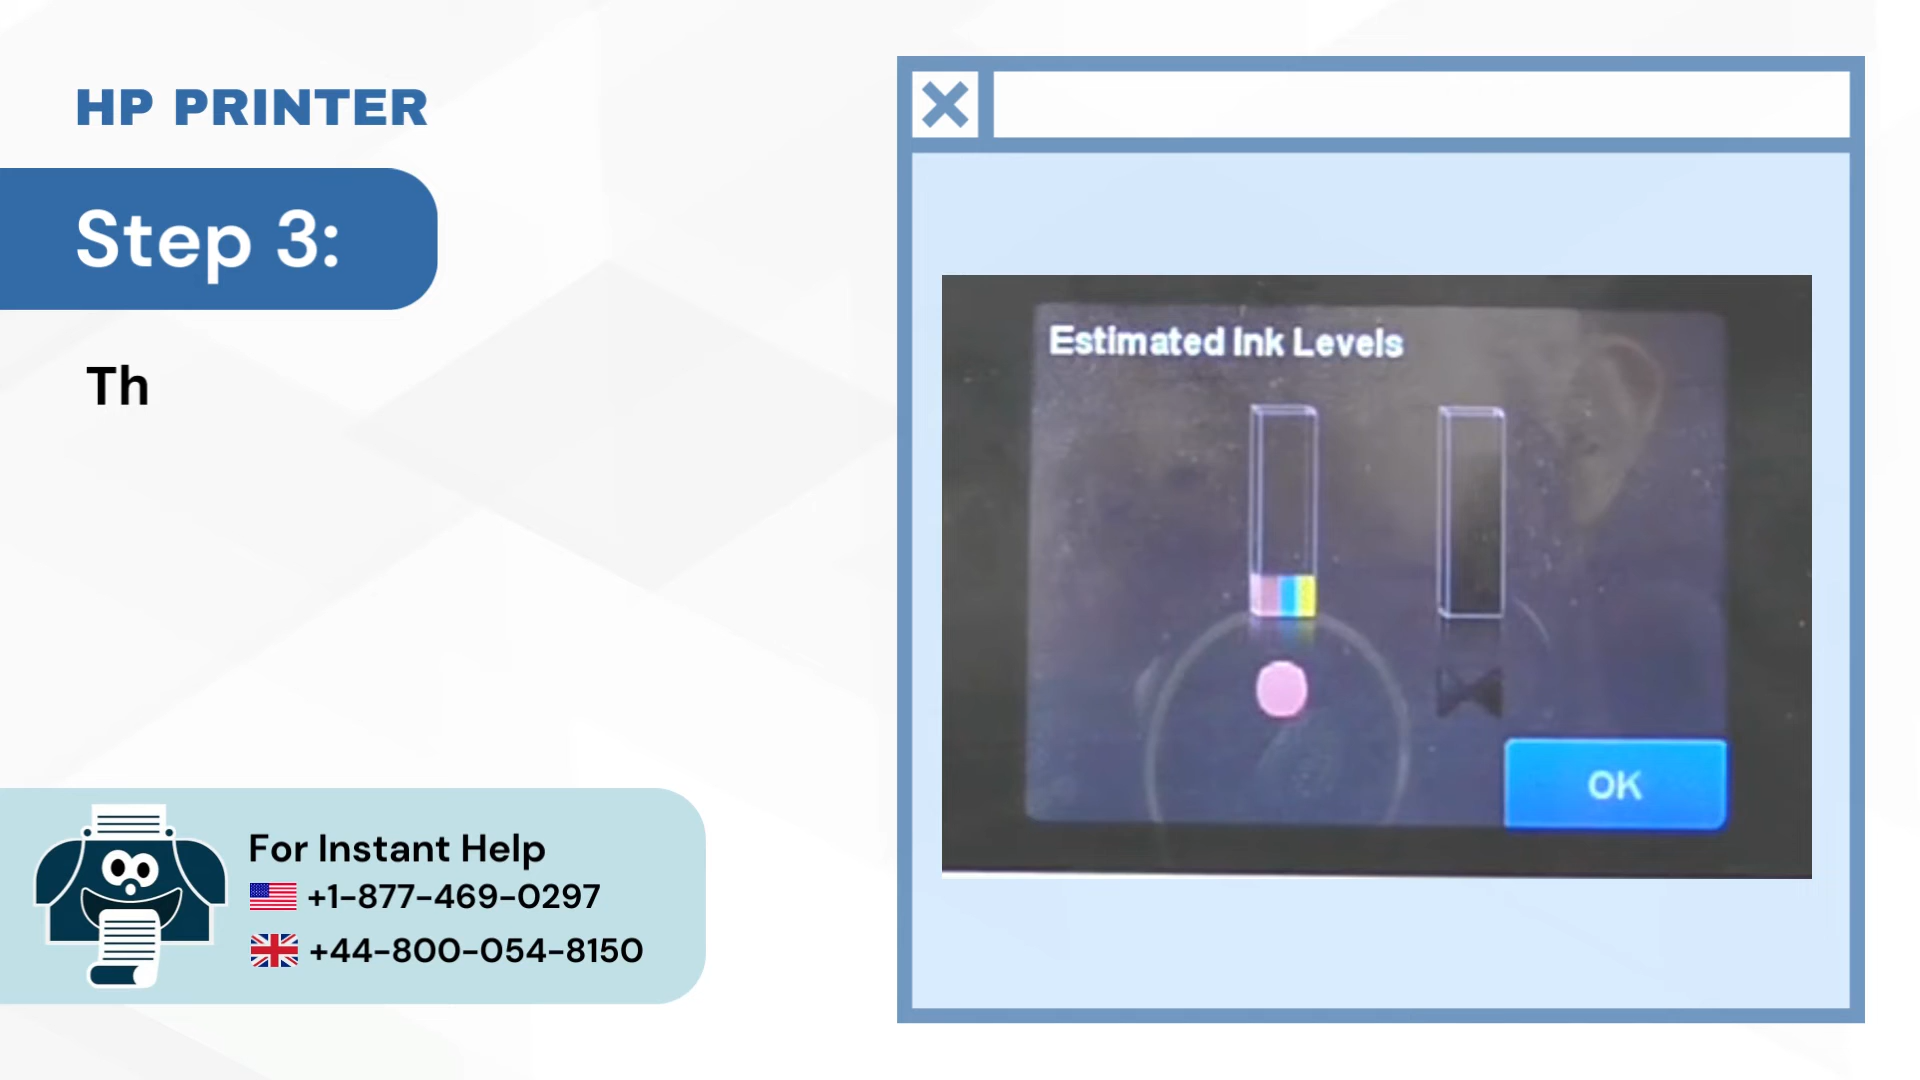 HP PRINTER
Step 3:
Th
For Instant Help
+1-877-469-0297
+44-800-054-8150
Estimated Ink Levels
OK